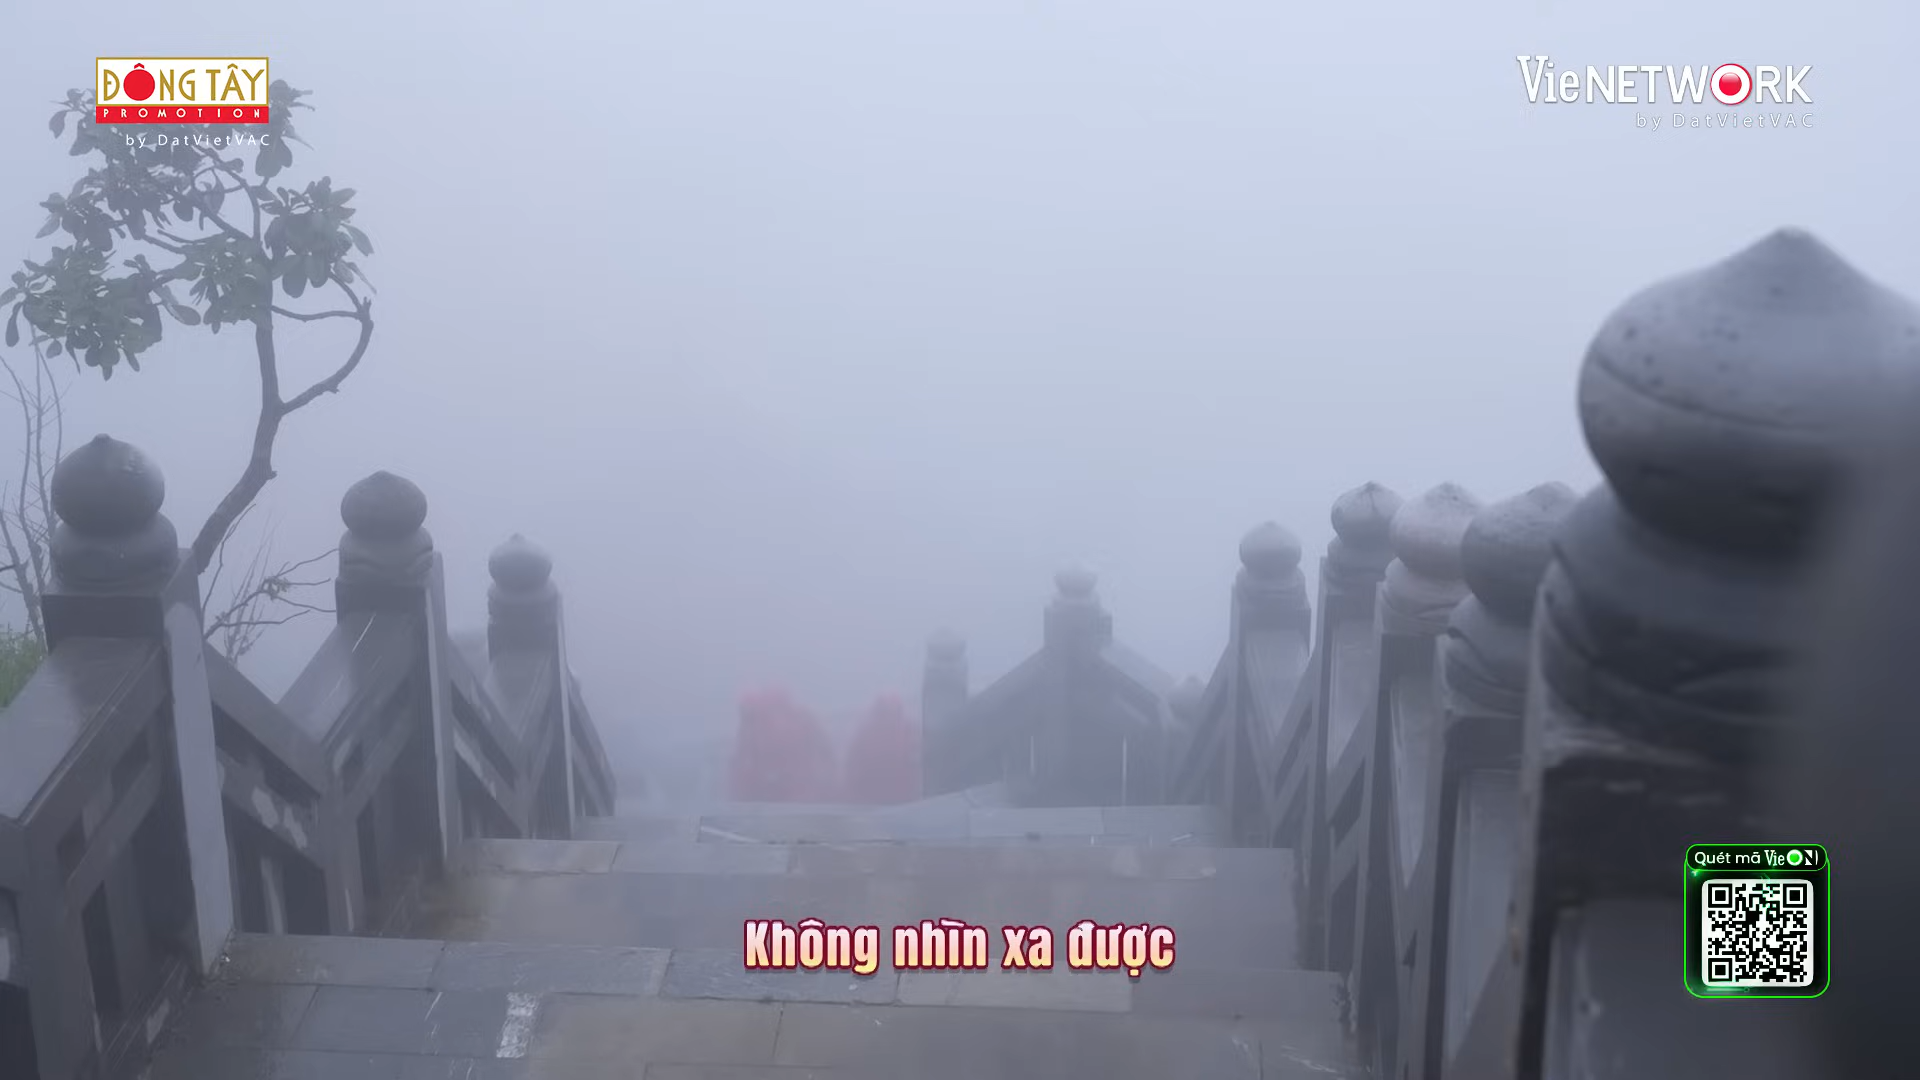 ĐÔNG TÂY
PROMOTION
by DatVietVAC
VieNETWORK
by DatVietVAC
Quét mã VieON
Không nhìn xa được